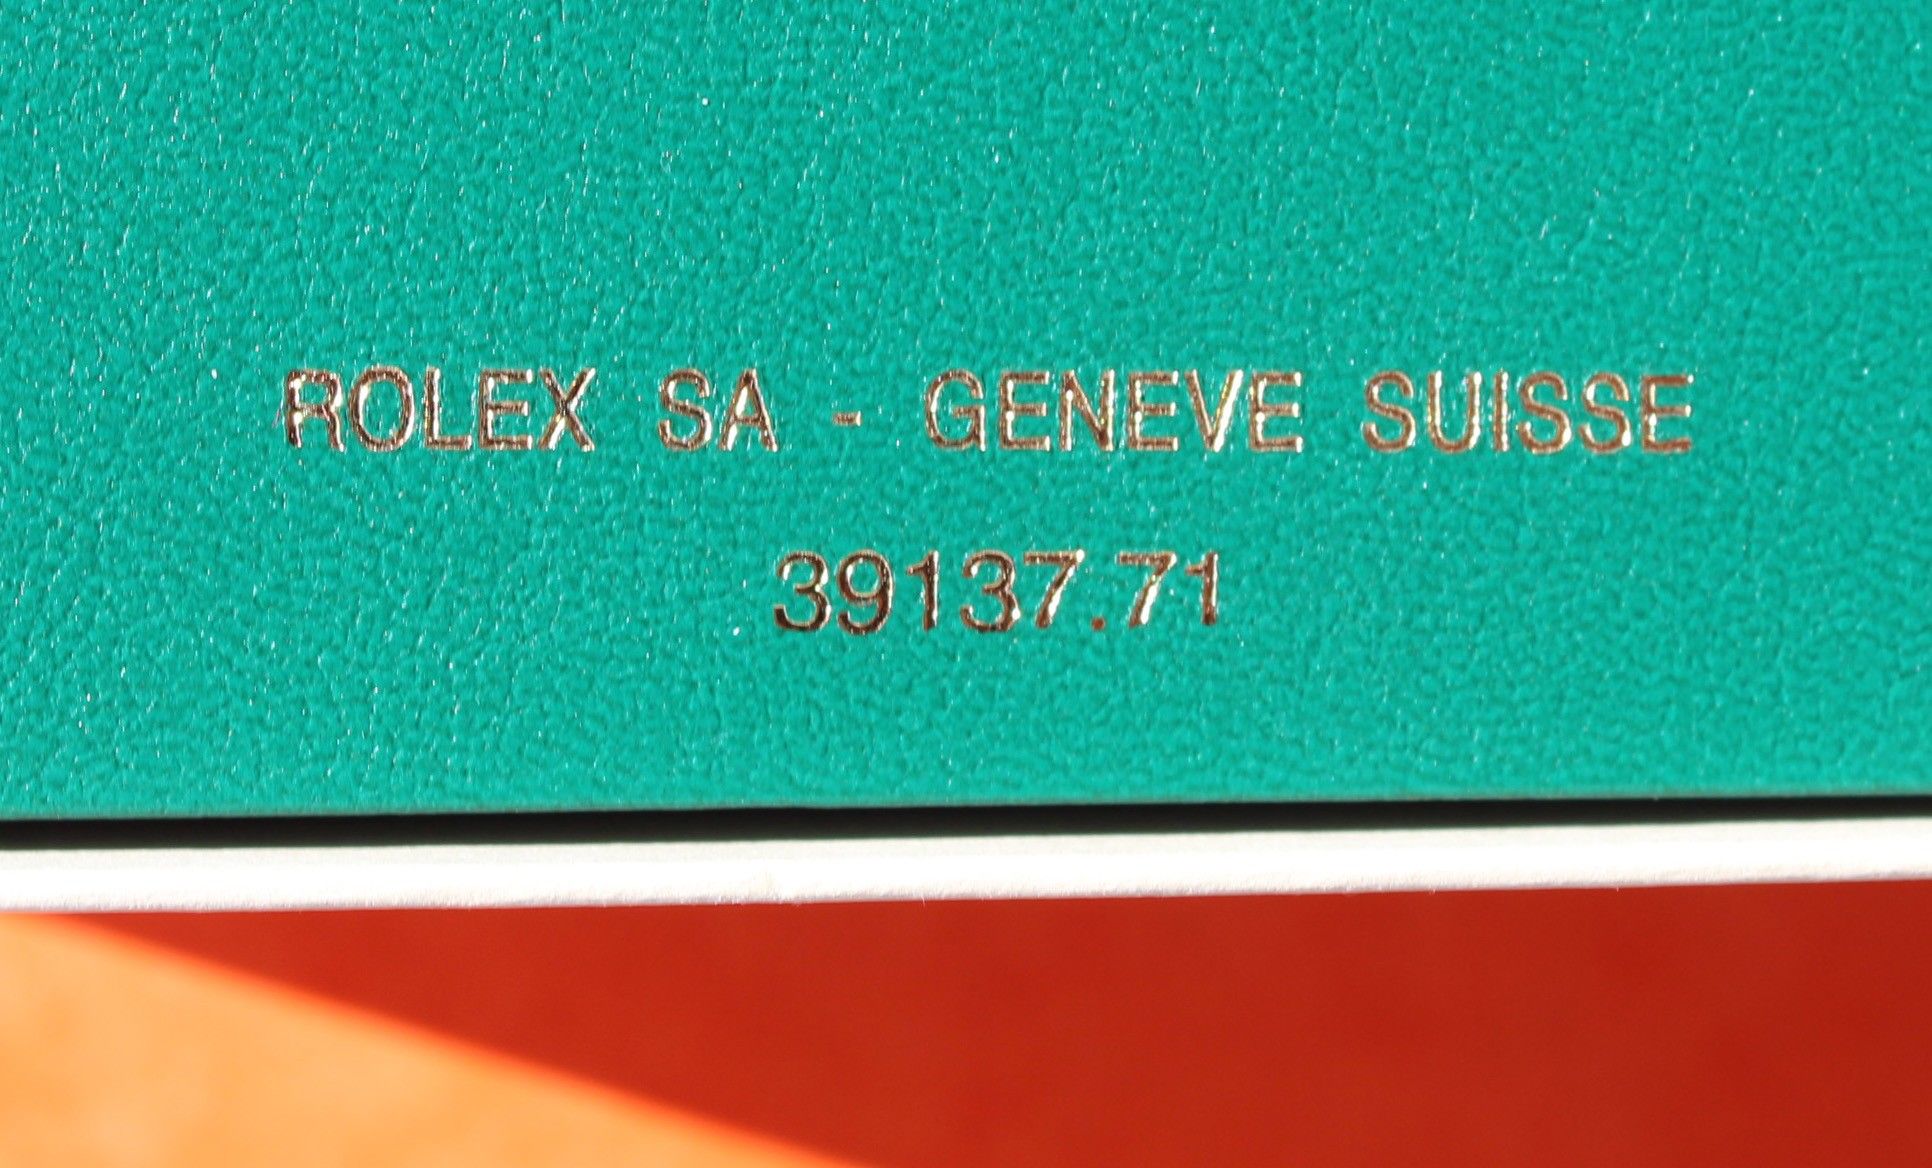 ROLEX SA - GENEVE SUISSE
39137.71